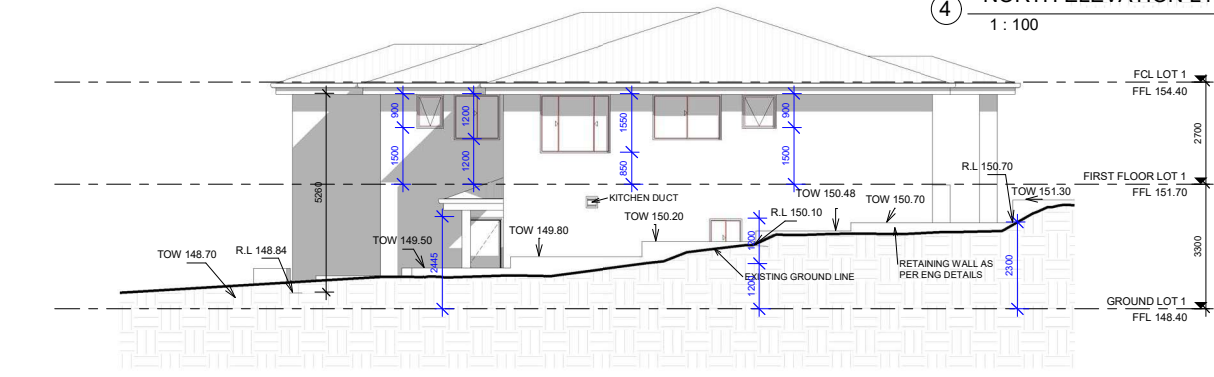 4
1 : 100
FCL LOT 1
FFL 154.40
900
1200
1550
900
2700
1500
1200
850
1500
5260
R.L 150.70
FIRST FLOOR LOT 1
FFL 151.70
TOW 151.30
KITCHEN DUCT
TOW 150.48
TOW 150.70
TOW 150.20
R.L 150.10
TOW 149.80
TOW 149.50
R.L 148.84
TOW 148.70
2445
1200
EXISTING GROUND LINE
RETAINING WALL AS
PER ENG DETAILS
1200
2300
3300
GROUND LOT 1
FFL 148.40